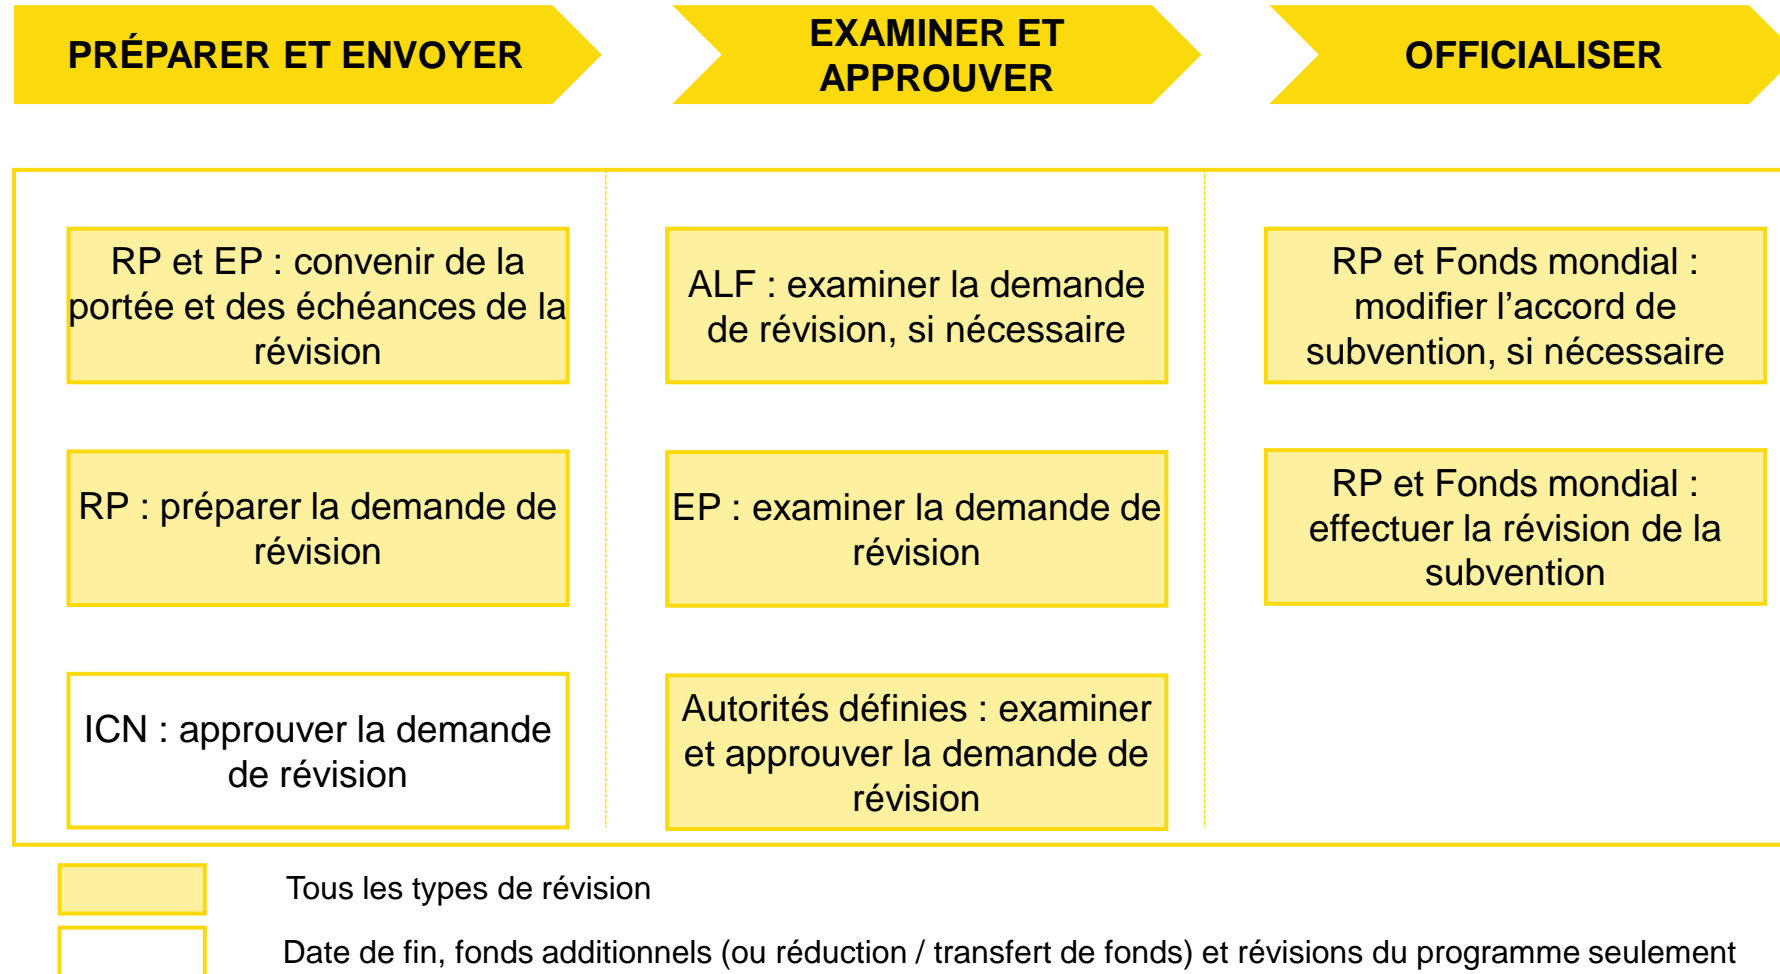 PRÉPARER ET ENVOYER
EXAMINER ET
APPROUVER
OFFICIALISER
RP et EP : convenir de la
portée et des échéances de la
révision
RP : préparer la demande de
révision
ICN : approuver la demande
de révision
ALF : examiner la demande
de révision, si nécessaire
EP : examiner la demande de
révision
Autorités définies : examiner
et approuver la demande de
révision
RP et Fonds mondial :
modifier l’accord de
subvention, si nécessaire
RP et Fonds mondial :
effectuer la révision de la
subvention
Tous les types de révision
Date de fin, fonds additionnels (ou réduction / transfert de fonds) et révisions du programme seulement